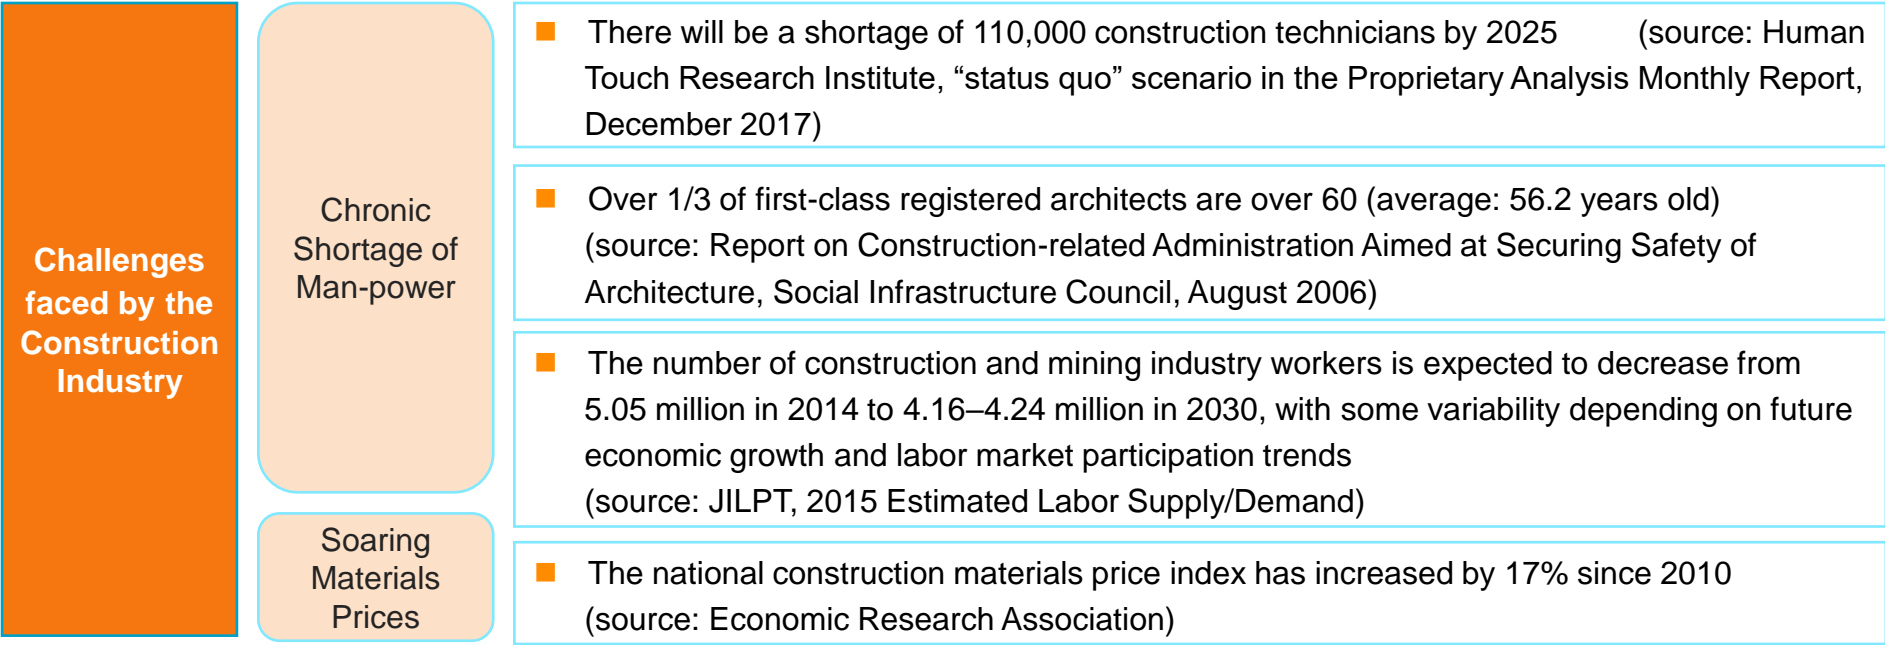 Challenges
faced by the
Construction
Industry
Chronic
Shortage of
Man-power
There will be a shortage of 110,000 construction technicians by 2025 (source: Human
Touch Research Institute, “status quo” scenario in the Proprietary Analysis Monthly Report,
December 2017)
Over 1/3 of first-class registered architects are over 60 (average: 56.2 years old)
(source: Report on Construction-related Administration Aimed at Securing Safety of
Architecture, Social Infrastructure Council, August 2006)
The number of construction and mining industry workers is expected to decrease from
5.05 million in 2014 to 4.16–4.24 million in 2030, with some variability depending on future
economic growth and labor market participation trends
(source: JILPT, 2015 Estimated Labor Supply/Demand)
Soaring
Materials
Prices
The national construction materials price index has increased by 17% since 2010
(source: Economic Research Association)